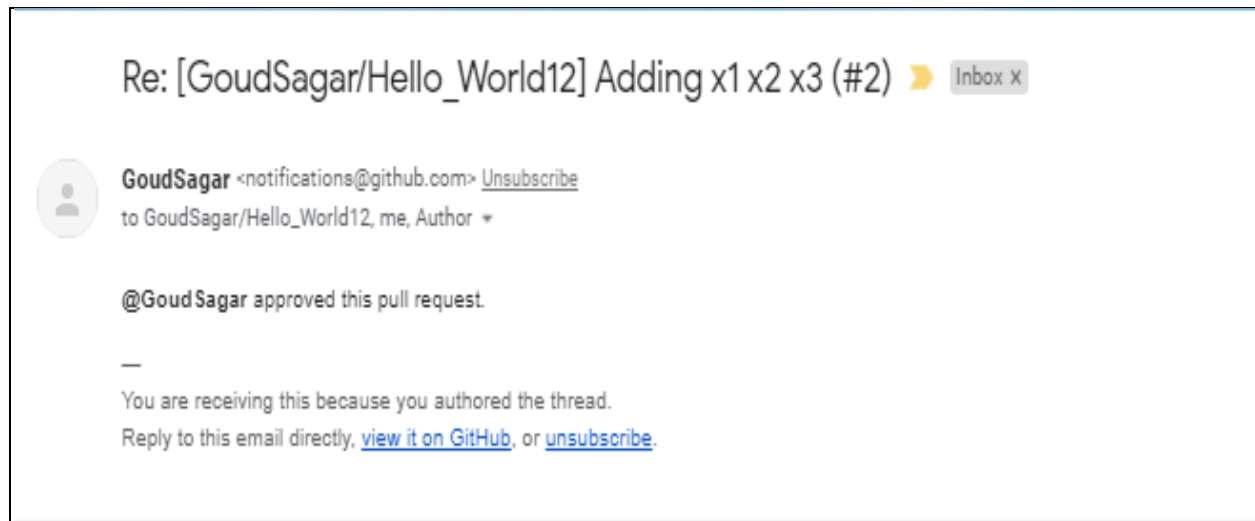 Re: [GoudSagar/Hello_World12] Adding x1 x2 x3 (#2) Inbox x
GoudSagar <notifications@github.com> Unsubscribe
to GoudSagar/Hello_World12, me, Author
@GoudSagar approved this pull request.
—
You are receiving this because you authored the thread.
Reply to this email directly, view it on GitHub, or unsubscribe.